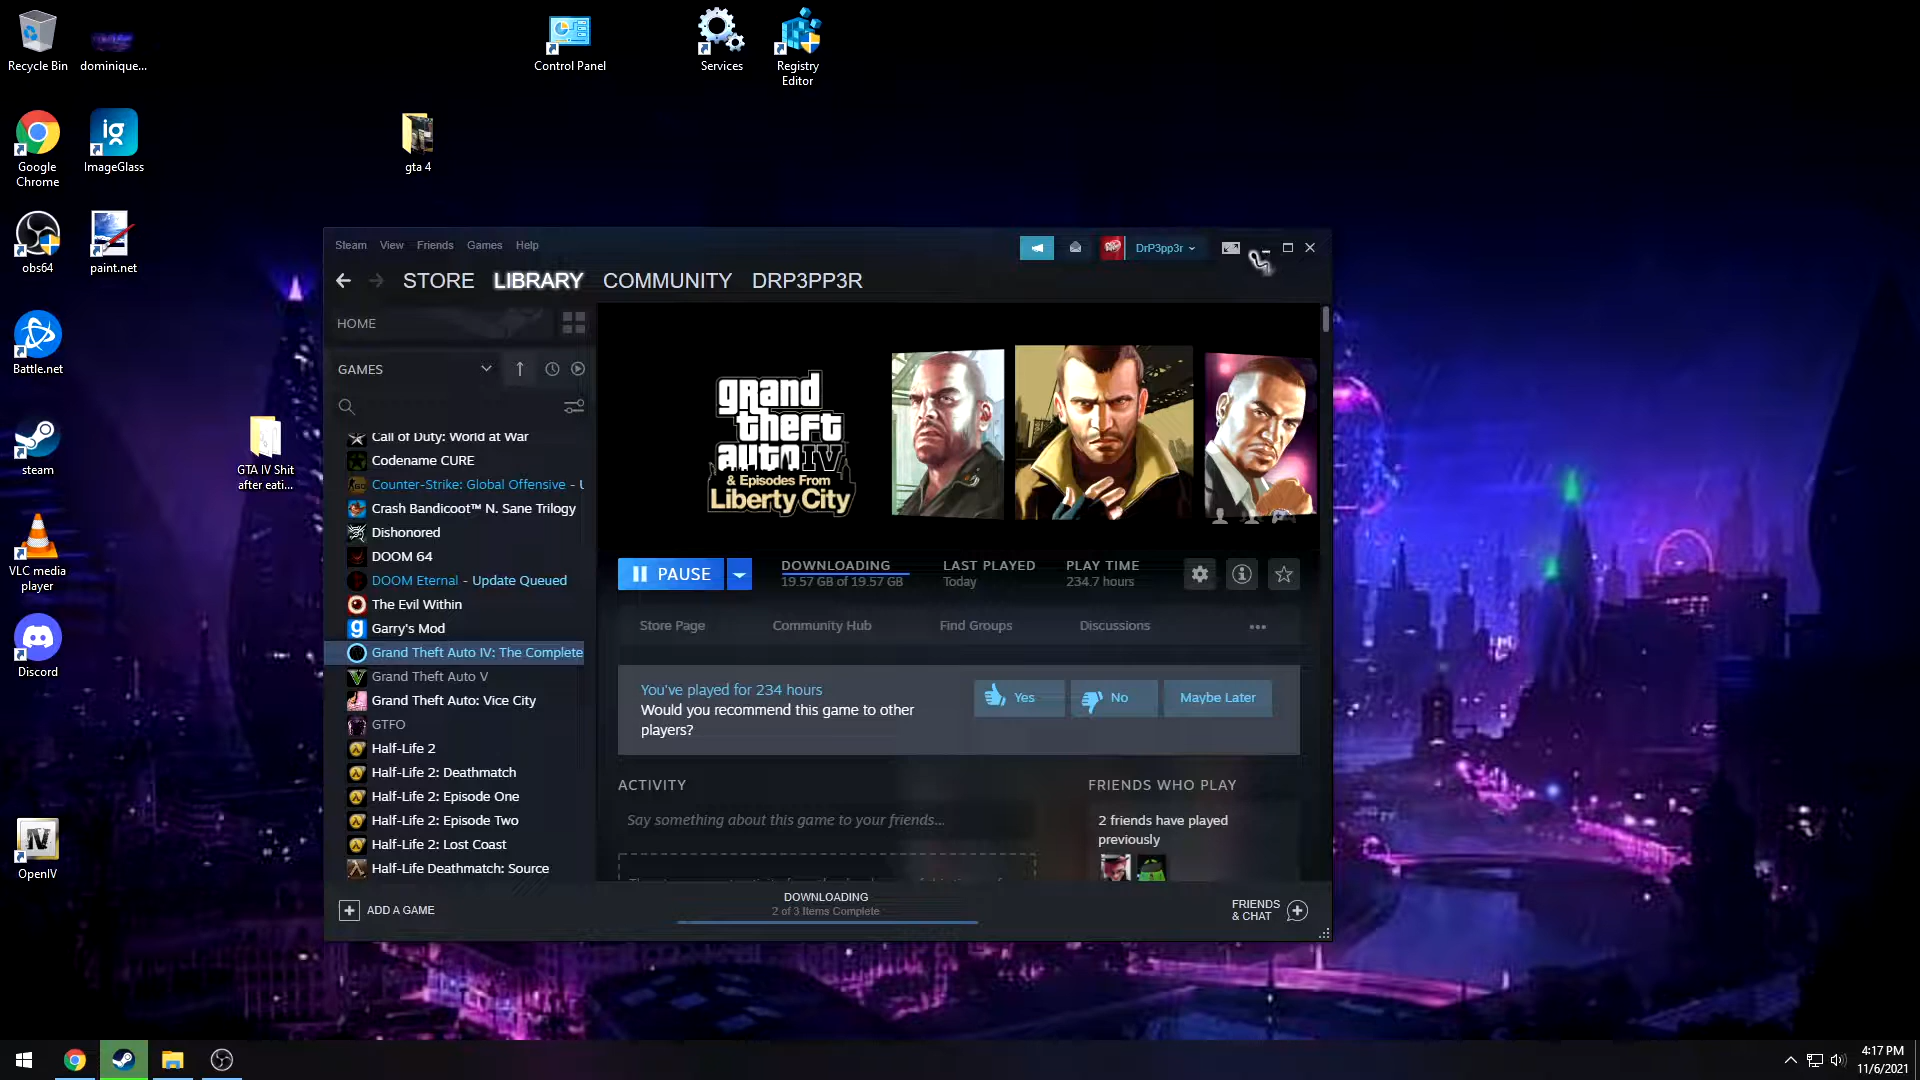 Recycle Bin
dominique...
Control Panel
Services
Registry
Editor
Google
Chrome
ImageGlass
gta 4
obs64
paint.net
Battle.net
steam
GTA IV Shit
after eati...
VLC media
player
Discord
OpenIV
Steam View Friends Games Help
DrP3pp3r
STORE LIBRARY COMMUNITY DRP3PP3R
HOME
GAMES
Call of Duty: World at War
Codename CURE
Counter-Strike: Global Offensive - U
Crash Bandicoot™ N. Sane Trilogy
Dishonored
DOOM 64
DOOM Eternal - Update Queued
The Evil Within
Garry's Mod
Grand Theft Auto IV: The Complete
Grand Theft Auto V
Grand Theft Auto: Vice City
GTFO
Half-Life 2
Half-Life 2: Deathmatch
Half-Life 2: Episode One
Half-Life 2: Episode Two
Half-Life 2: Lost Coast
Half-Life Deathmatch: Source
ADD A GAME
grand
theft
auto IV
& Episodes From
Liberty City
PAUSE
DOWNLOADING
19.57 GB of 19.57 GB
LAST PLAYED
Today
PLAY TIME
234.7 hours
Store Page
Community Hub
Find Groups
Discussions
You've played for 234 hours
Would you recommend this game to other
players?
Yes
No
Maybe Later
ACTIVITY
Say something about this game to your friends...
FRIENDS WHO PLAY
2 friends have played
previously
DOWNLOADING
2 of 3 Items Complete
FRIENDS
& CHAT
4:17 PM
11/6/2021